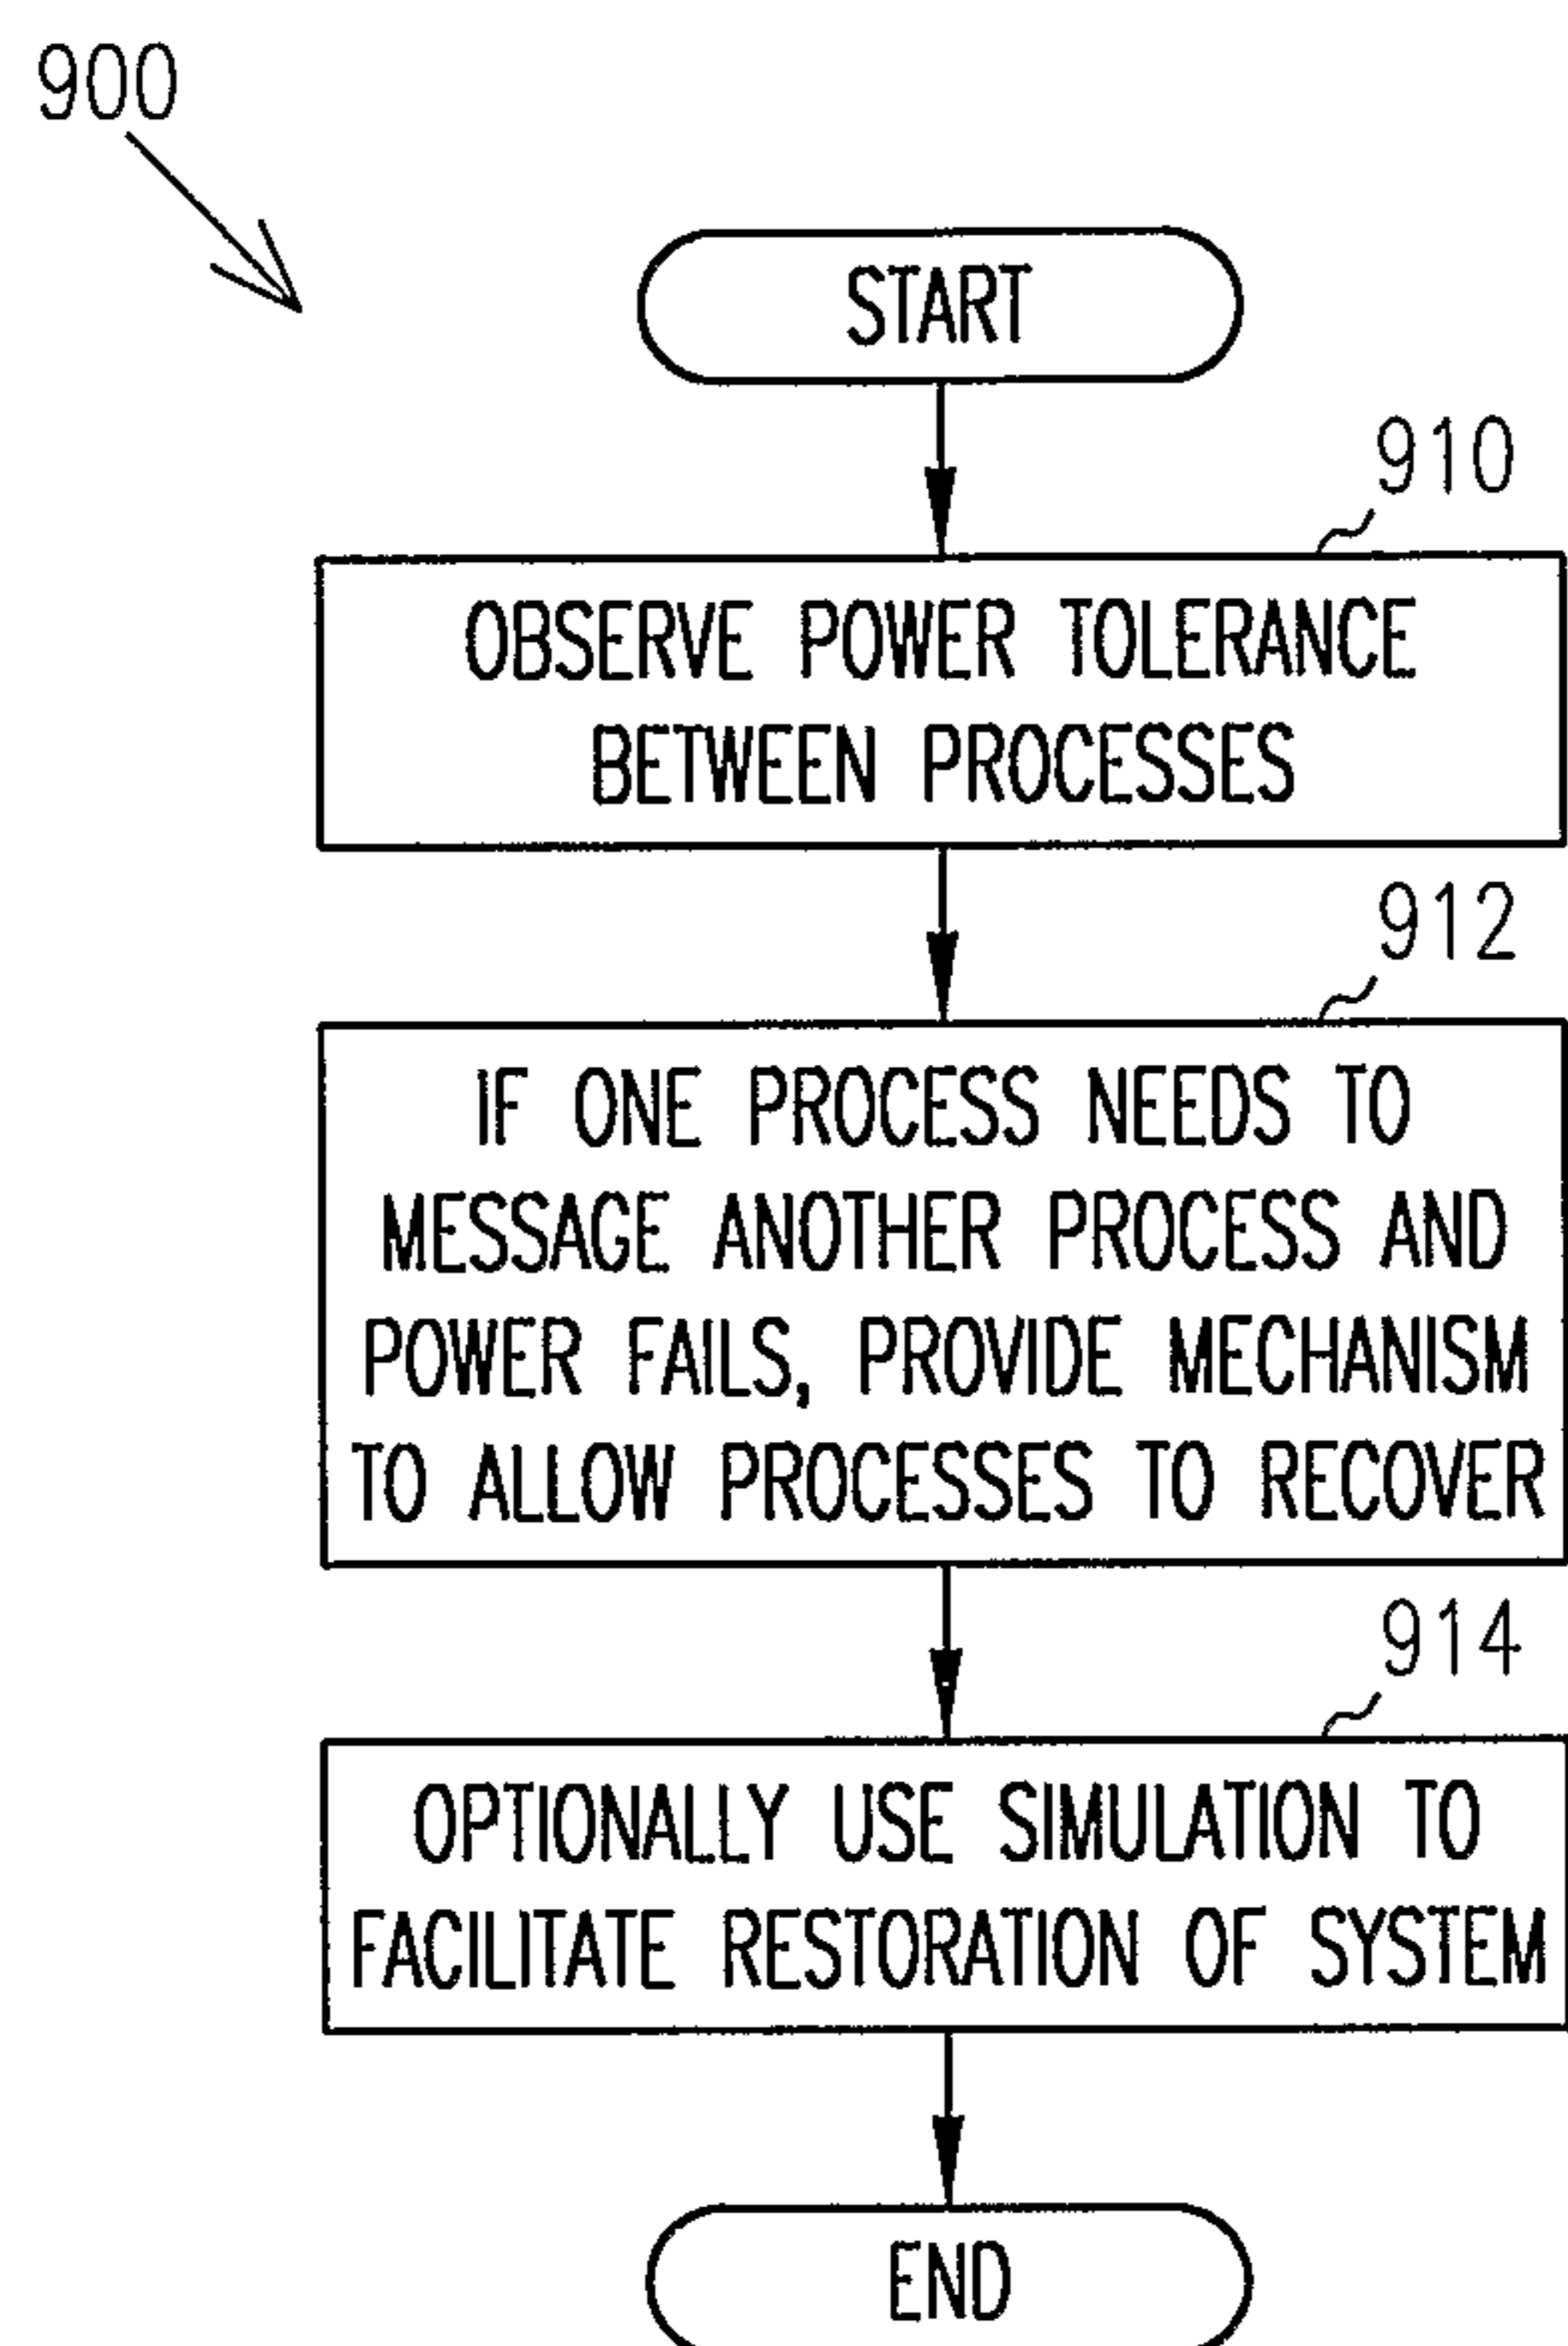 900
START
910
OBSERVE POWER TOLERANCE
BETWEEN PROCESSES
912
IF ONE PROCESS NEEDS TO
MESSAGE ANOTHER PROCESS AND
POWER FAILS, PROVIDE MECHANISM
TO ALLOW PROCESSES TO RECOVER
914
OPTIONALLY USE SIMULATION TO
FACILITATE RESTORATION OF SYSTEM
END